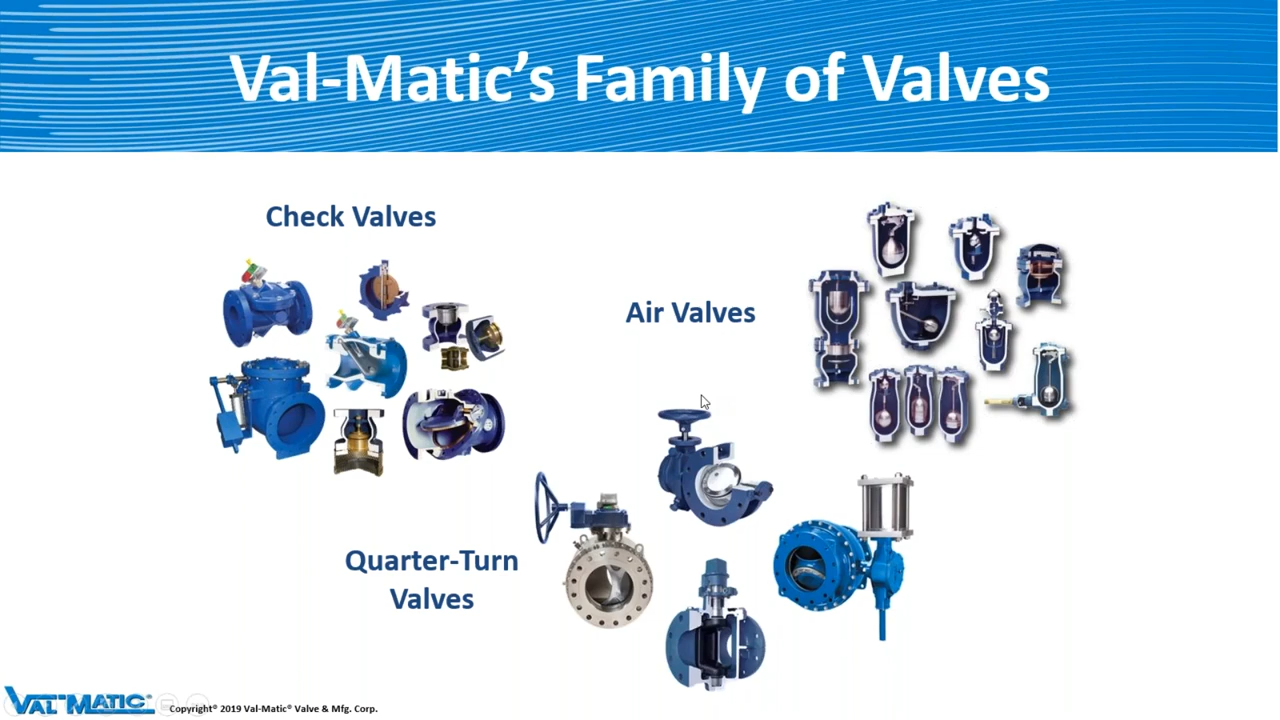 Val-Matic's Family of Valves
Check Valves
Air Valves
Quarter-Turn
Valves
VAL-MATIC®
Copyright® 2019 Val-Matic® Valve & Mfg. Corp.